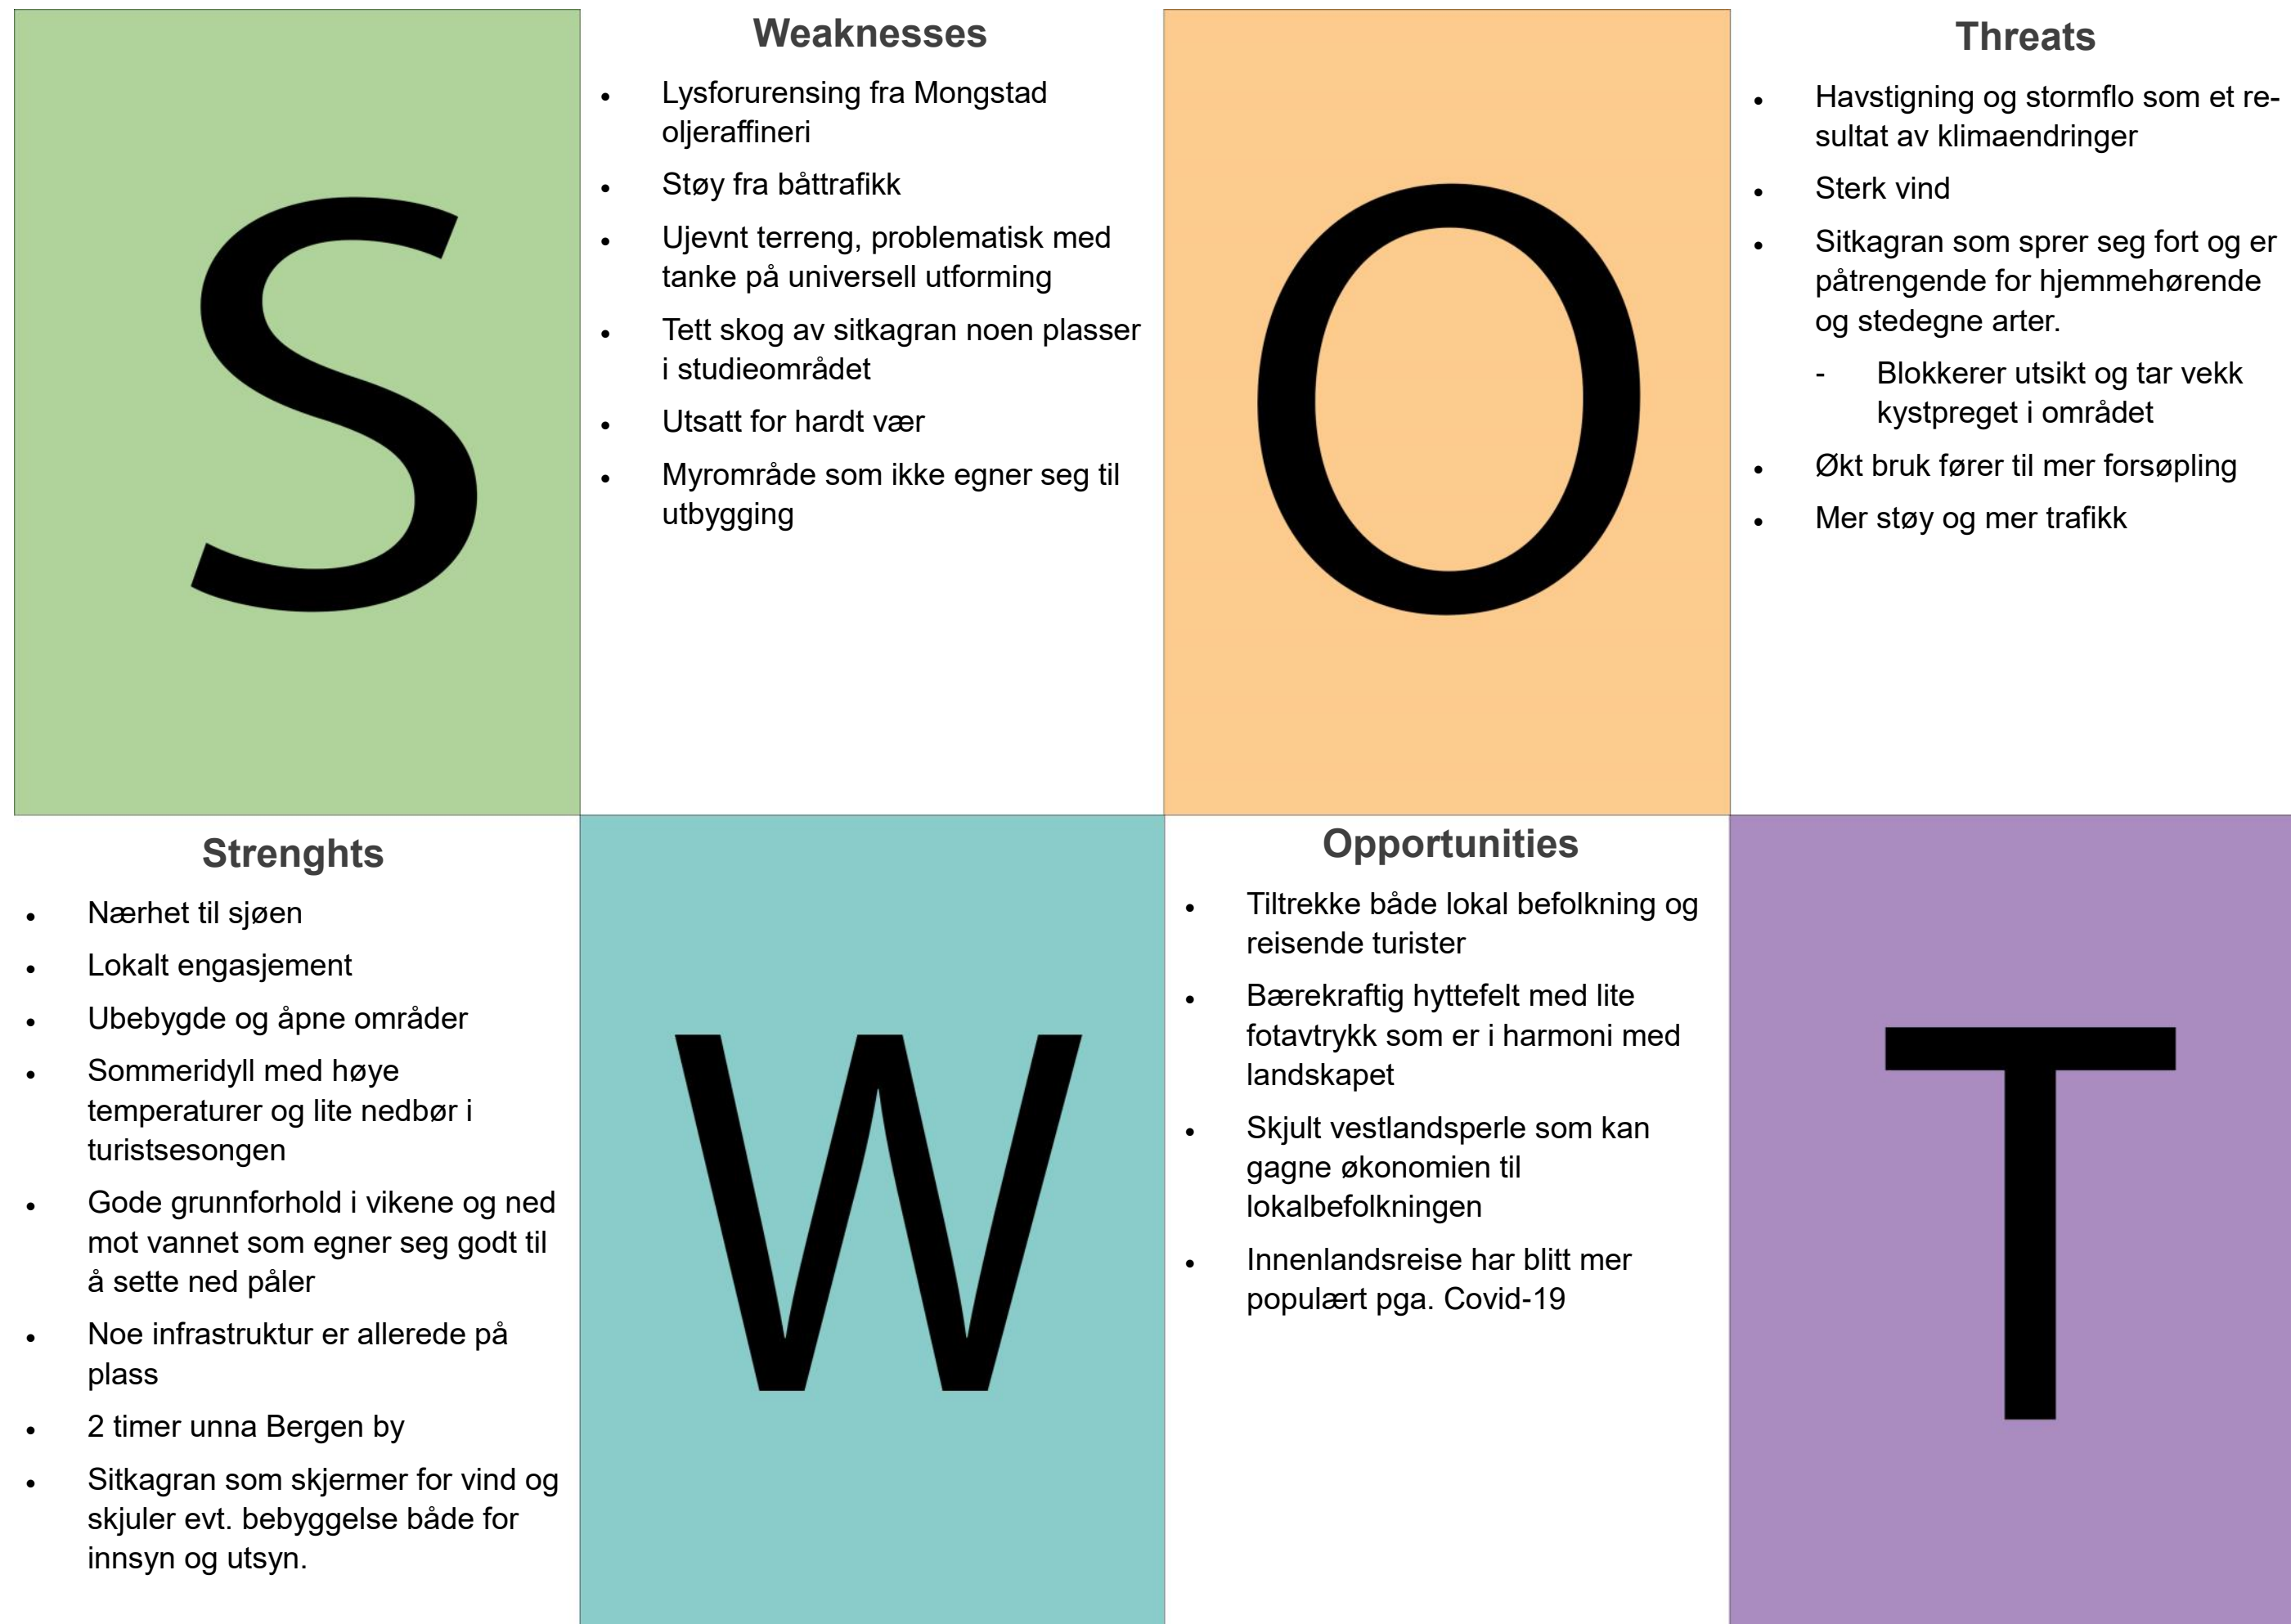 S
Weaknesses
• Lysforurensing fra Mongstad
oljeraffineri
• Støy fra båttrafikk
• Ujevnt terreng, problematisk med
tanke på universell utforming
• Tett skog av sitkagran noen plasser
i studieområdet
• Utsatt for hardt vær
• Myrområde som ikke egner seg til
utbygging
O
Threats
• Havstigning og stormflo som et re-
sultat av klimaendringer
• Sterk vind
• Sitkagran som sprer seg fort og er
påtrengende for hjemmehørende
og stedegne arter.
- Blokkerer utsikt og tar vekk
kystpreget i området
• Økt bruk fører til mer forsøpling
• Mer støy og mer trafikk
Strenghts
• Nærhet til sjøen
• Lokalt engasjement
• Ubebygde og åpne områder
• Sommeridyll med høye
temperaturer og lite nedbør i
turistsesongen
• Gode grunnforhold i vikene og ned
mot vannet som egner seg godt til
å sette ned påler
• Noe infrastruktur er allerede på
plass
• 2 timer unna Bergen by
• Sitkagran som skjermer for vind og
skjuler evt. bebyggelse både for
innsyn og utsyn.
W
Opportunities
• Tiltrekke både lokal befolkning og
reisende turister
• Bærekraftig hyttefelt med lite
fotavtrykk som er i harmoni med
landskapet
• Skjult vestlandsperle som kan
gagne økonomien til
lokalbefolkningen
• Innenlandsreise har blitt mer
populært pga. Covid-19
T